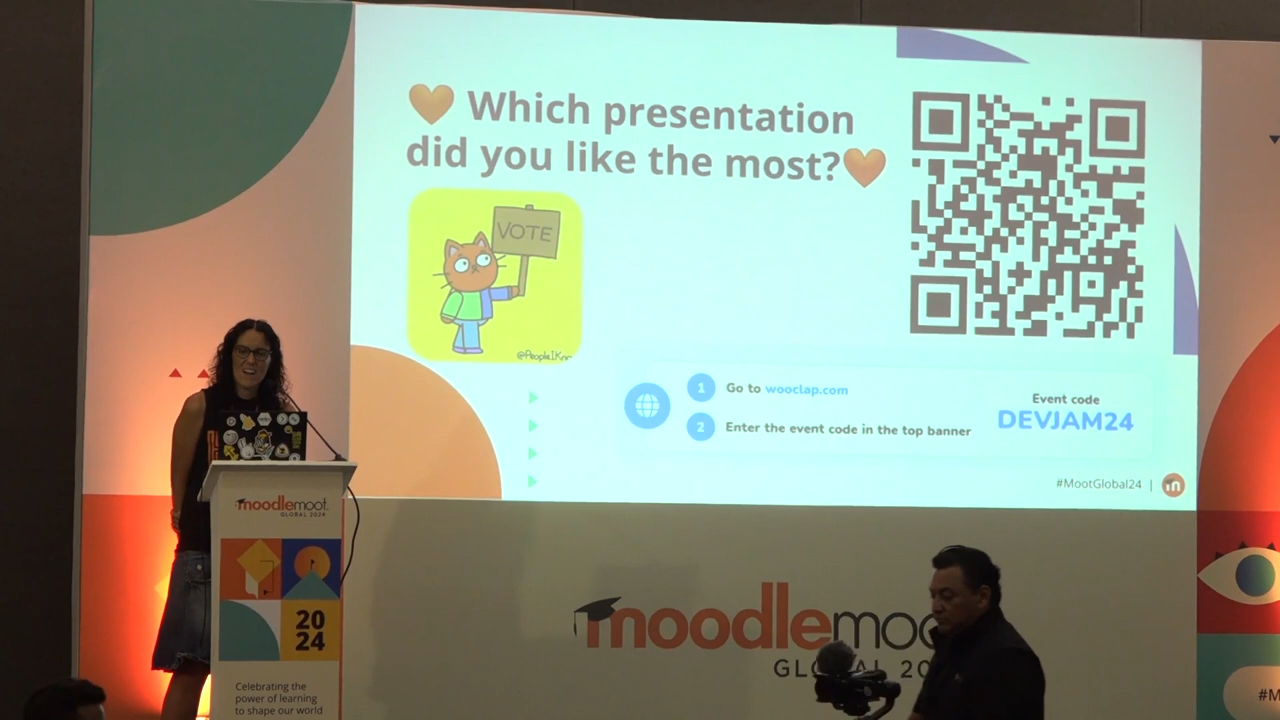 Which presentation
did you like the most?
VOTE
1 Go to wooclap.com
2 Enter the event code in the top banner
Event code
DEVJAM24
#MootGlobal24 |
moodlemoot
GLOBAL 2024
20
24
Celebrating the
power of learning
to shape our world
moodlemoo
GLOBAL 20
#M